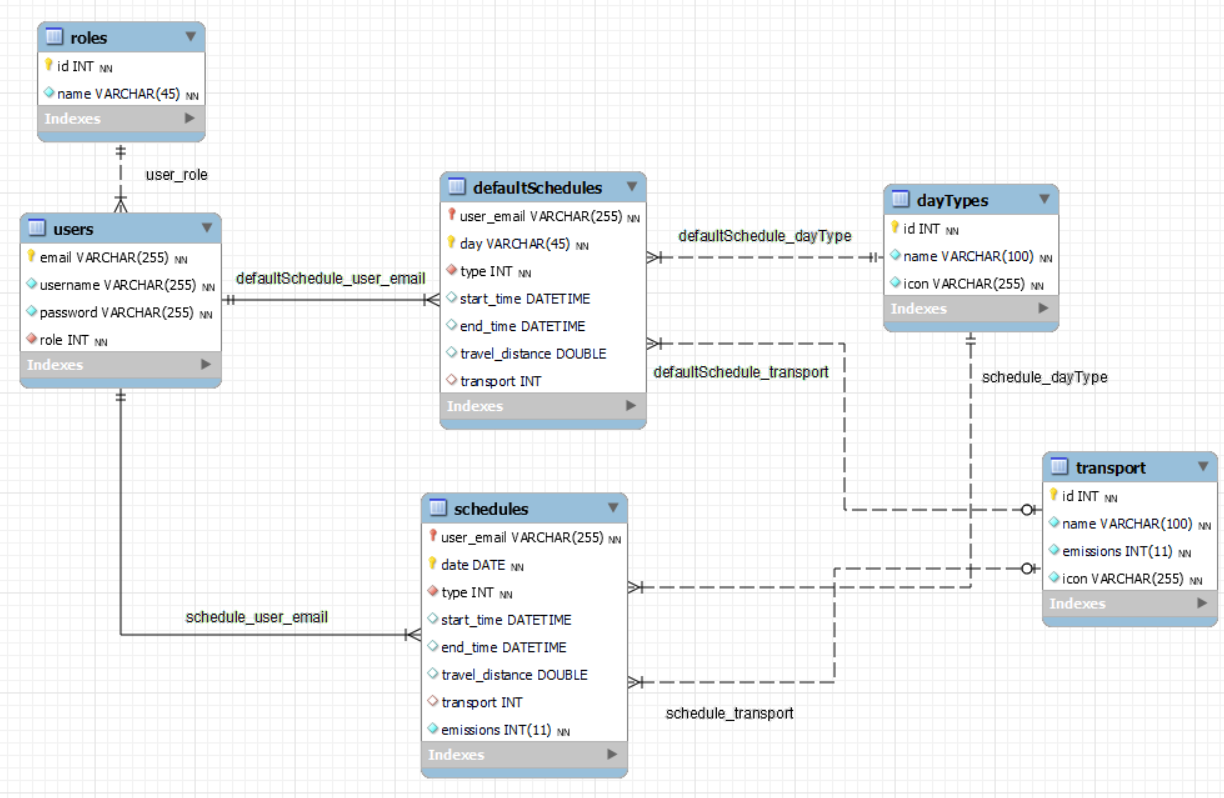 roles
id INT NN
name VARCHAR(45) NN
Indexes
user_role
users
email VARCHAR(255) NN
username VARCHAR(255) NN
password VARCHAR(255) NN
role INT NN
Indexes
defaultSchedule_user_email
defaultSchedules
user_email VARCHAR(255) NN
day VARCHAR(45) NN
type INT NN
start_time DATETIME
end_time DATETIME
travel_distance DOUBLE
transport INT
Indexes
defaultSchedule_dayType
dayTypes
id INT NN
name VARCHAR(100) NN
icon VARCHAR(255) NN
Indexes
defaultSchedule_transport
schedule_dayType
transport
id INT NN
name VARCHAR(100) NN
emissions INT(11) NN
icon VARCHAR(255) NN
Indexes
schedule_user_email
schedules
user_email VARCHAR(255) NN
date DATE NN
type INT NN
start_time DATETIME
end_time DATETIME
travel_distance DOUBLE
transport INT
emissions INT(11) NN
Indexes
schedule_transport